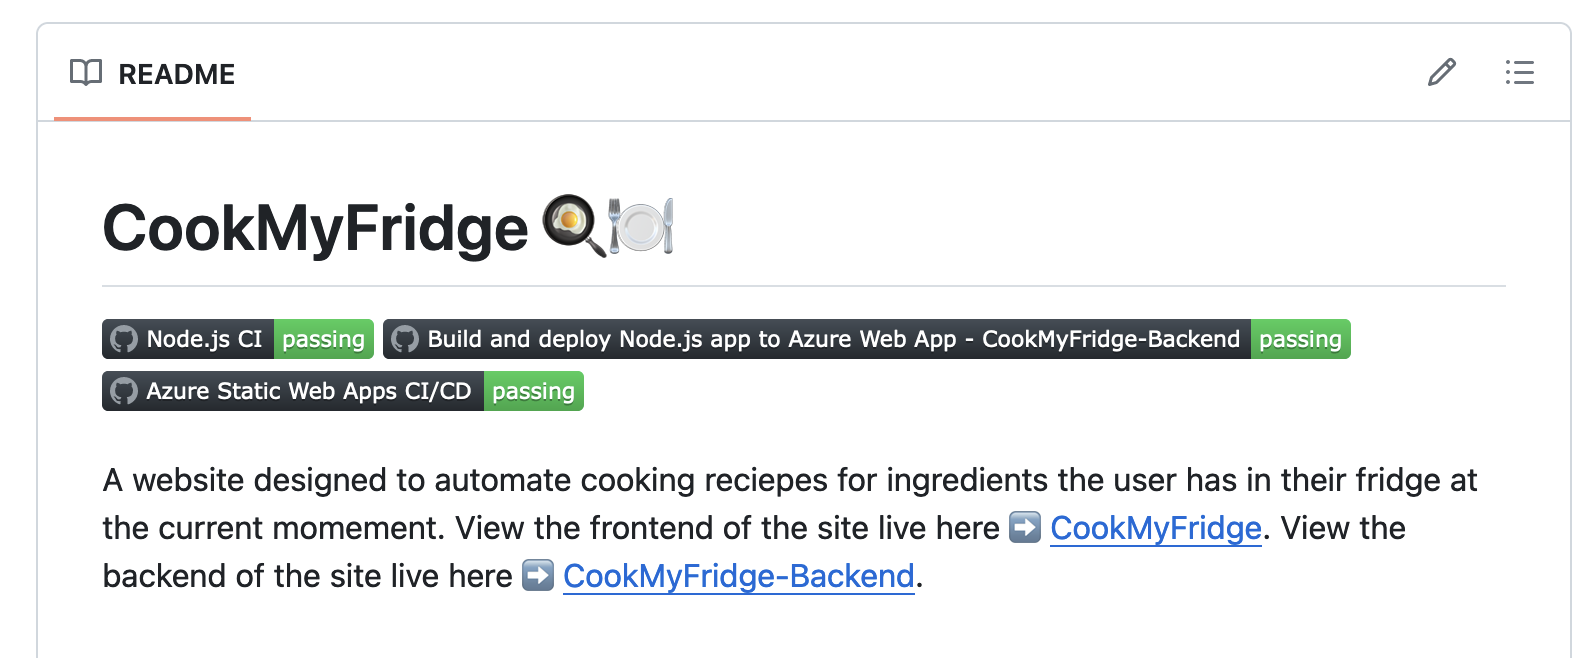 README
CookMyFridge 🍳🍽️
Node.js CI passing Build and deploy Node.js app to Azure Web App - CookMyFridge-Backend passing
Azure Static Web Apps CI/CD passing
A website designed to automate cooking reciepes for ingredients the user has in their fridge at
the current momement. View the frontend of the site live here ➡️ CookMyFridge. View the
backend of the site live here ➡️ CookMyFridge-Backend.